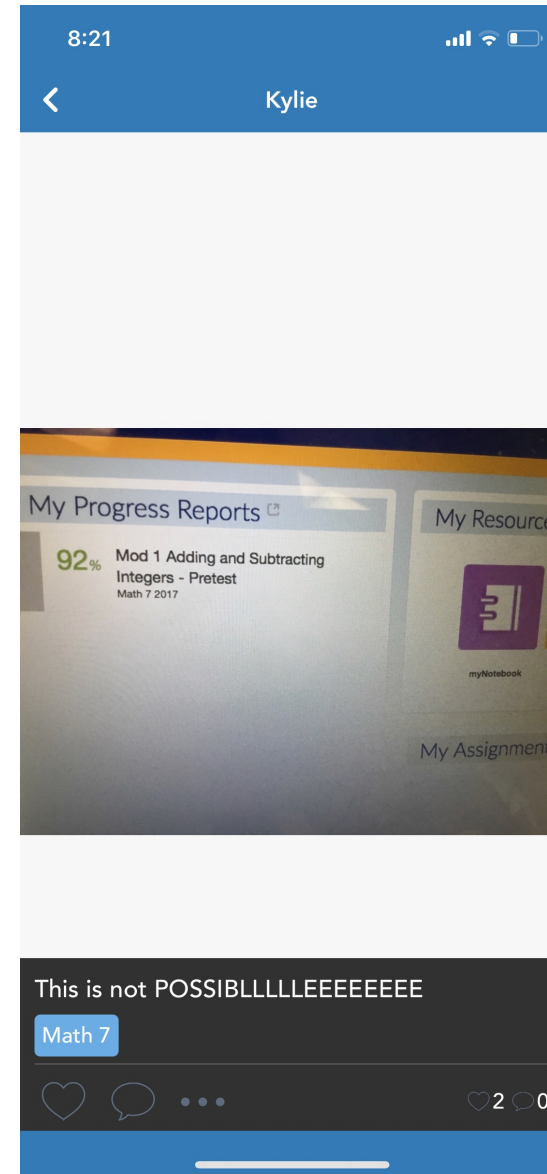 8:21
Kylie
My Progress Reports
My Resource
92%
Mod 1 Adding and Subtracting
Integers - Pretest
Math 7 2017
myNotebook
My Assignmen
This is not POSSIBLLLLLEEEEEEEE
Math 7
2
0